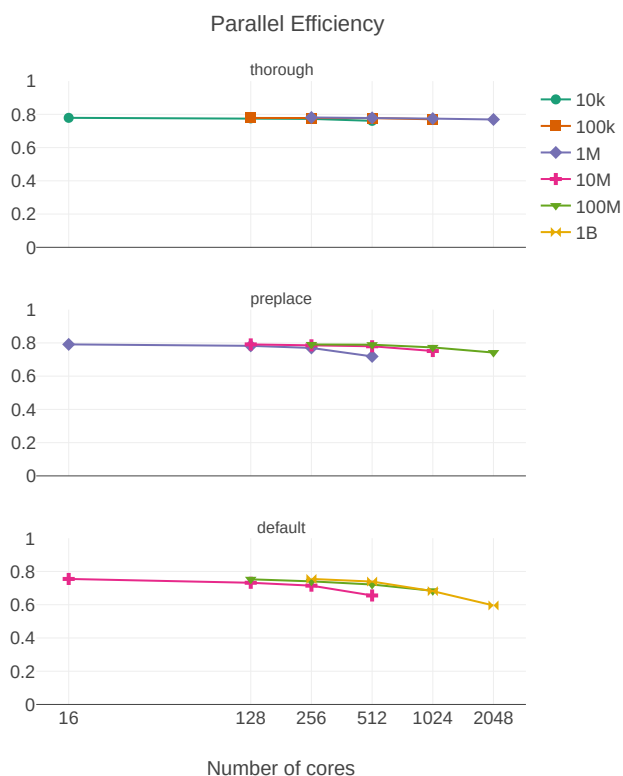 Parallel Efficiency
thorough
1
0.8
0.6
0.4
0.2
0
10k
100k
1M
10M
100M
1B
preplace
1
0.8
0.6
0.4
0.2
0
default
1
0.8
0.6
0.4
0.2
0
16 128 256 512 1024 2048
Number of cores